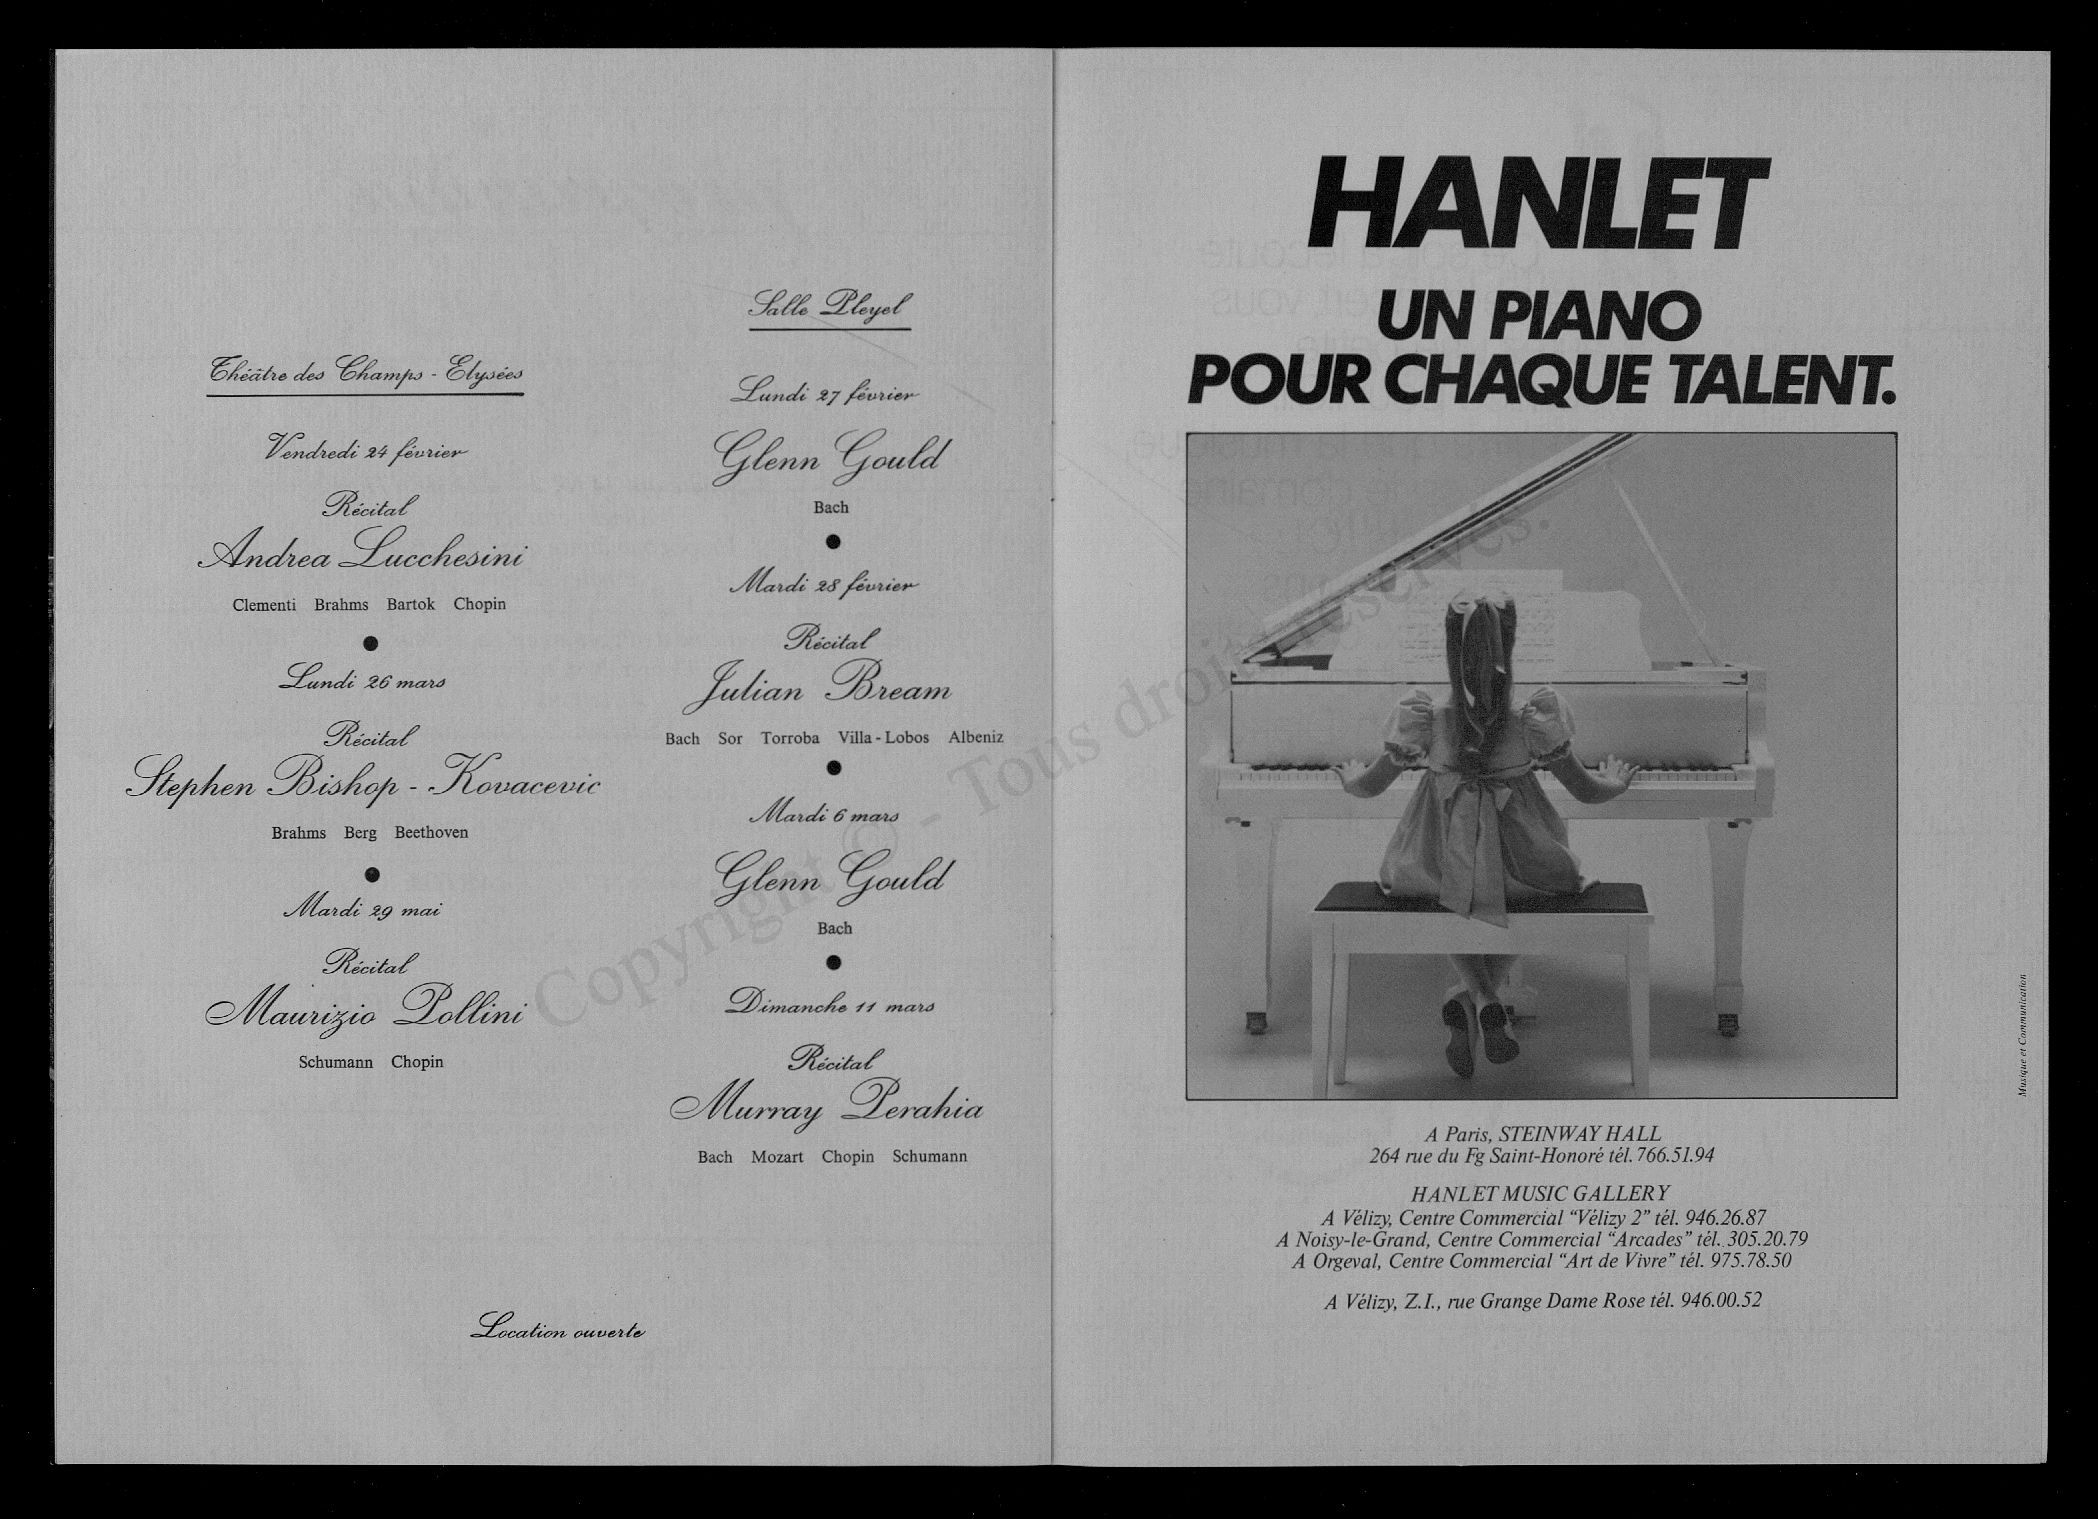 Théâtre des Champs - Elysées
Vendredi 24 février
Récital
Andrea Lucchesini
Clementi Brahms Bartok Chopin
Lundi 26 mars
Récital
Stephen Bishop - Kovacevic
Brahms Berg Beethoven
Mardi 29 mai
Récital
Maurizio Pollini
Schumann Chopin
Salle Pleyel
Lundi 27 février
Glenn Gould
Bach
Mardi 28 février
Récital
Julian Bream
Bach Sor Torroba Villa - Lobos Albeniz
Mardi 6 mars
Glenn Gould
Bach
Dimanche 11 mars
Récital
Murray Perahia
Bach Mozart Chopin Schumann
Location ouverte
HANLET
UN PIANO
POUR CHAQUE TALENT.
A Paris, STEINWAY HALL
264 rue du Fg Saint-Honoré tél. 766.51.94
HANLET MUSIC GALLERY
A Vélizy, Centre Commercial “Vélizy 2” tél. 946.26.87
A Noisy-le-Grand, Centre Commercial “Arcades” tél. 305.20.79
A Orgeval, Centre Commercial “Art de Vivre” tél. 975.78.50
A Vélizy, Z.I., rue Grange Dame Rose tél. 946.00.52
Musique et Communication
Copyright © - Tous droits réservés.